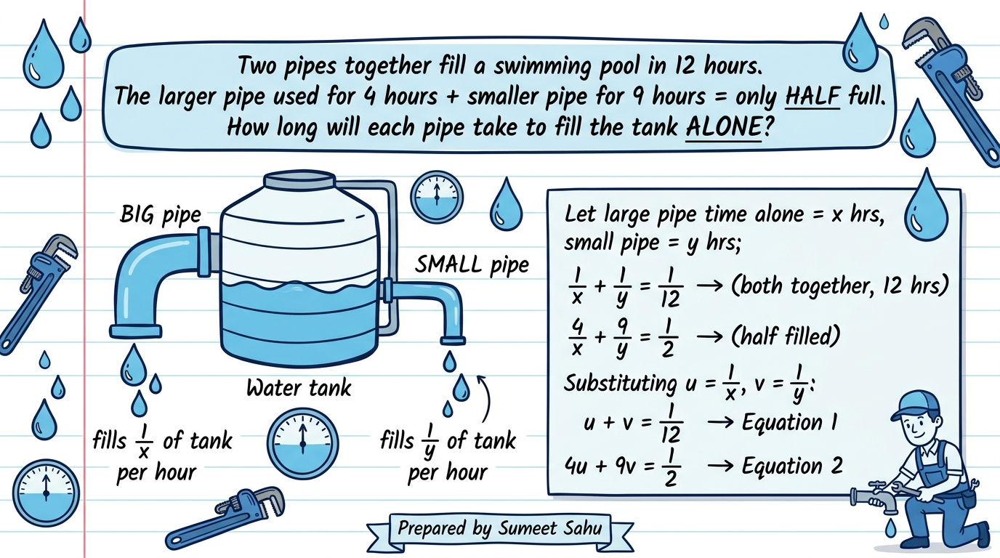 Two pipes together fill a swimming pool in 12 hours.
The larger pipe used for 4 hours + smaller pipe for 9 hours = only HALF full.
How long will each pipe take to fill the tank ALONE?
BIG pipe
SMALL pipe
Water tank
fills 1/x of tank
per hour
fills 1/y of tank
per hour
Let large pipe time alone = x hrs,
small pipe = y hrs;
1/x + 1/y = 1/12 → (both together, 12 hrs)
4/x + 9/y = 1/2 → (half filled)
Substituting u = 1/x, v = 1/y:
u + v = 1/12 → Equation 1
4u + 9v = 1/2 → Equation 2
Prepared by Sumeet Sahu